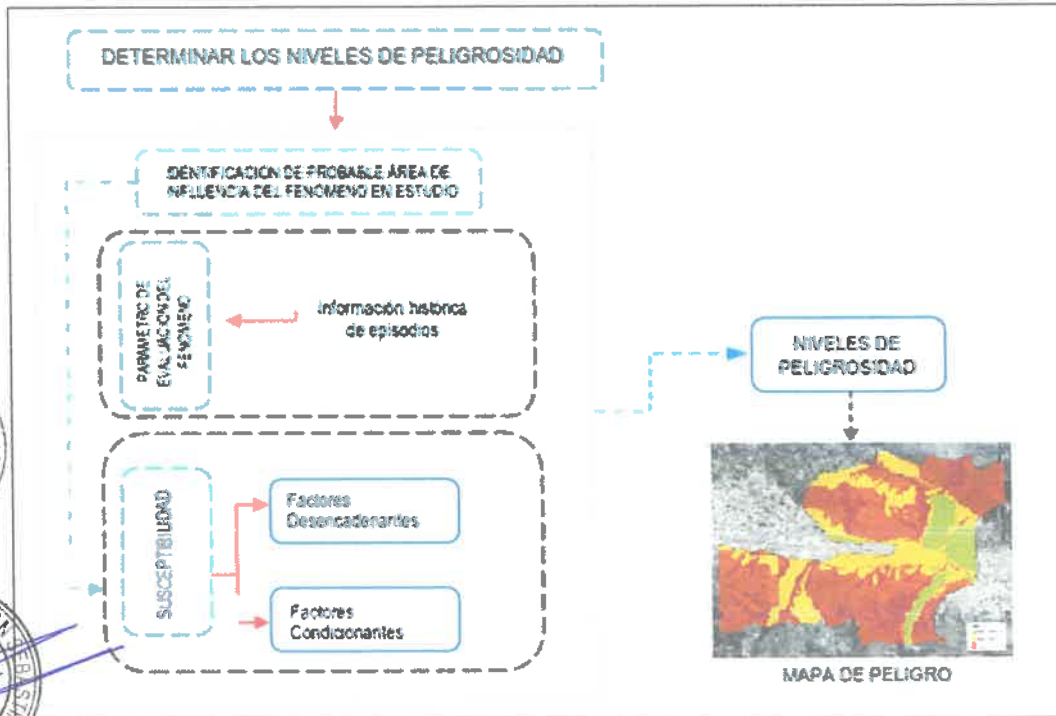 DETERMINAR LOS NIVELES DE PELIGROSIDAD
IDENTIFICACION DE PROBABLE ÁREA DE
INFLUENCIA DEL FENOMENO EN ESTUDIO
PARAMETRO DE
EVALUACION DEL
FENOMENO
Información histórica
de episodios
SUSCEPTIBILIDAD
Factores
Desencadenantes
Factores
Condicionantes
NIVELES DE
PELIGROSIDAD
MAPA DE PELIGRO